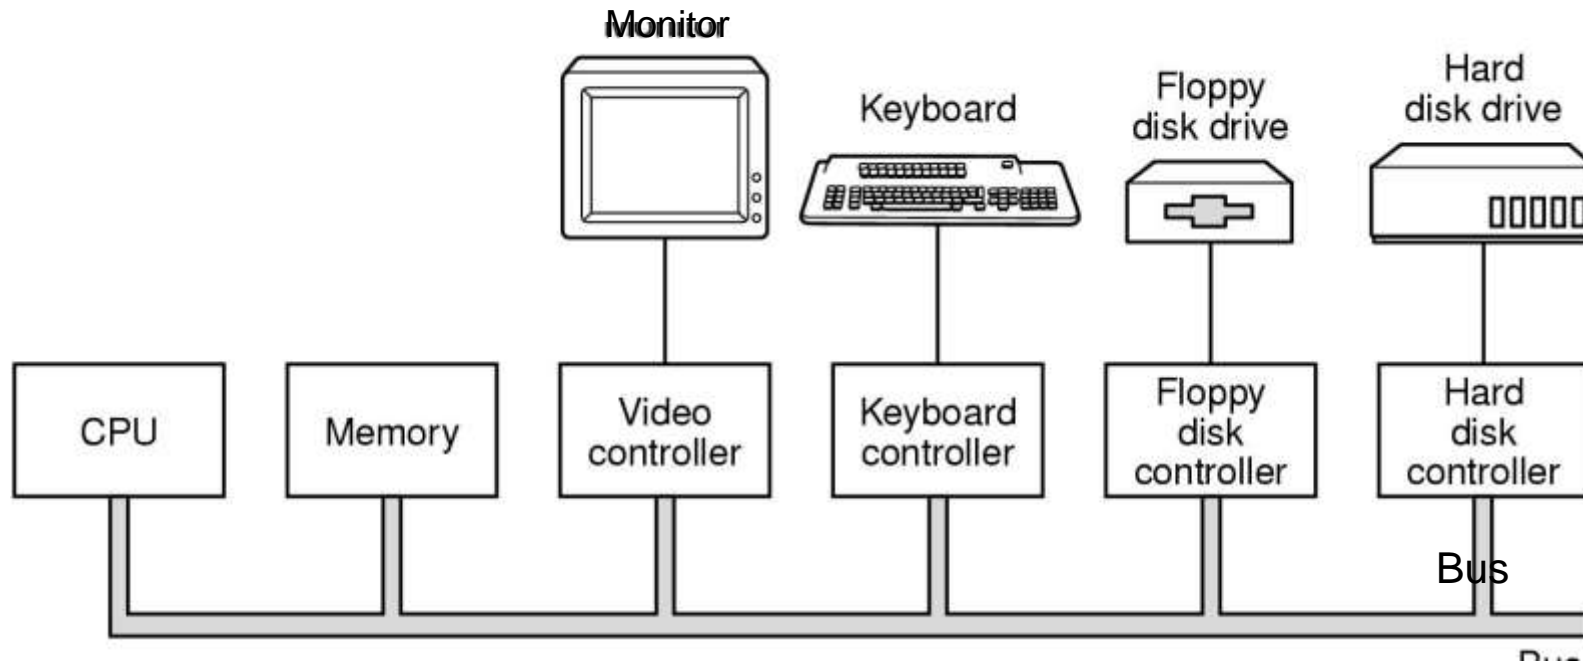 Monitor
Keyboard
Floppy
disk drive
Hard
disk drive
CPU
Memory
Video
controller
Keyboard
controller
Floppy
disk
controller
Hard
disk
controller
Bus
Bus